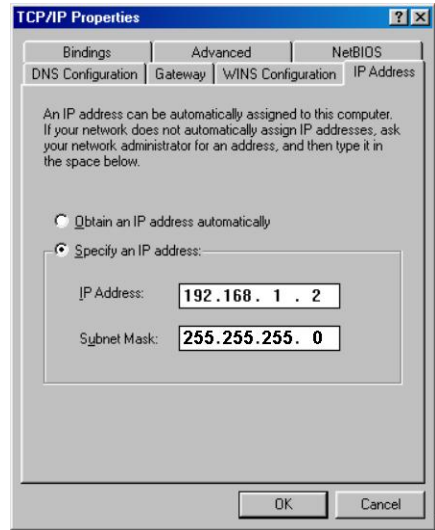 TCP/IP Properties ? X
Bindings Advanced NetBIOS
DNS Configuration Gateway WINS Configuration IP Address
An IP address can be automatically assigned to this computer.
If your network does not automatically assign IP addresses, ask
your network administrator for an address, and then type it in
the space below.
Obtain an IP address automatically
Specify an IP address:
IP Address: 192.168. 1 . 2
Subnet Mask: 255.255.255. 0
OK Cancel